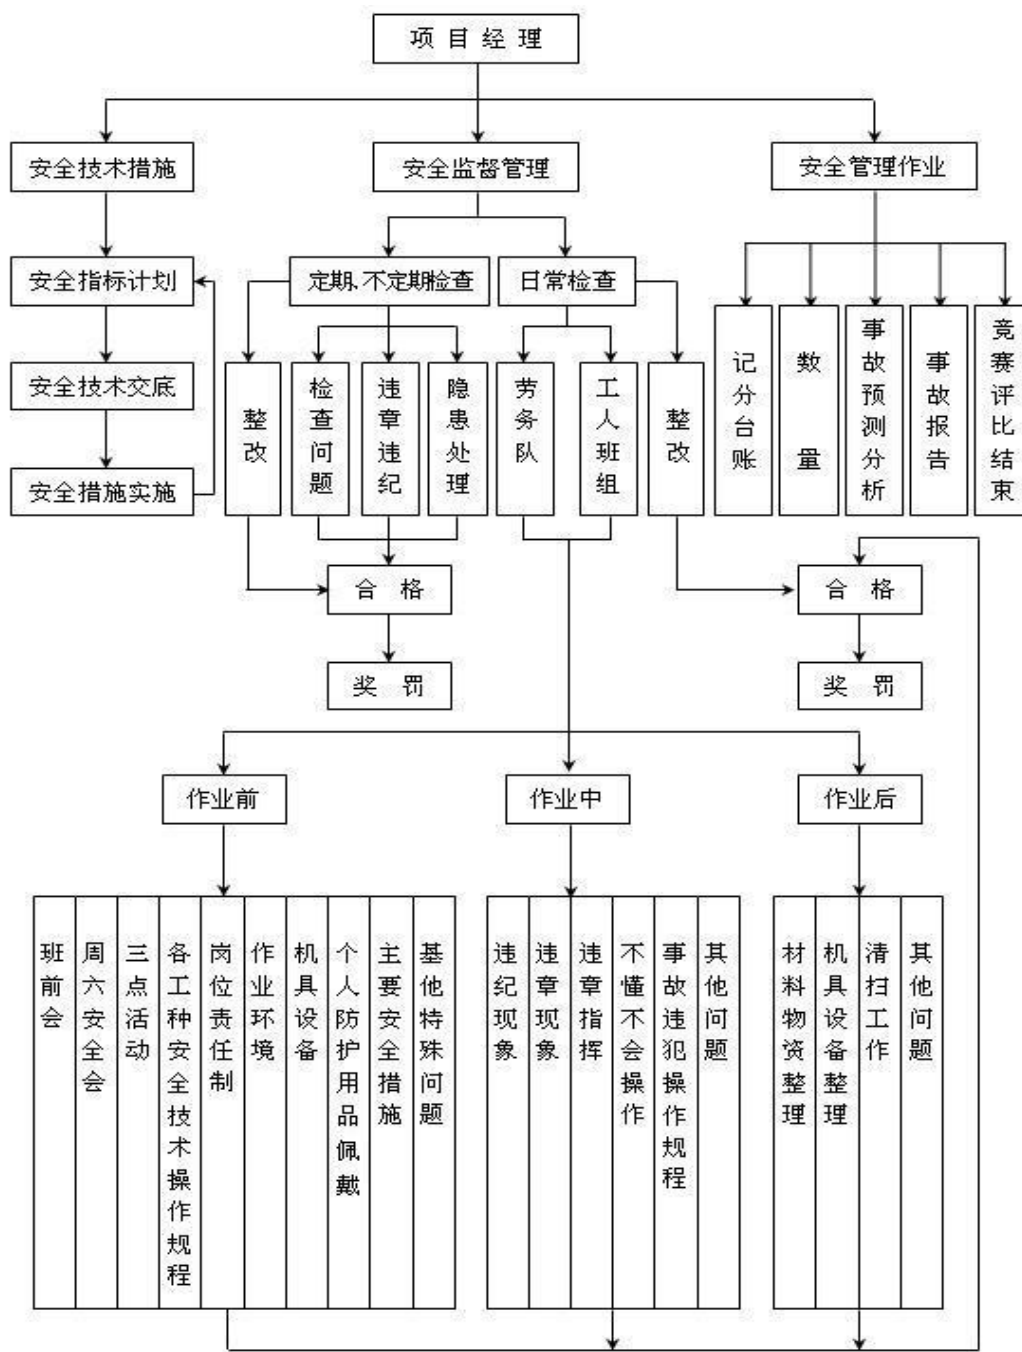 项目经理
安全技术措施
安全监督管理
安全管理作业
安全指标计划
定期、不定期检查
日常检查
安全技术交底
安全措施实施
整改
检查问题
违章违纪
隐患处理
劳务队
工人班组
整改
记分台账
数量
事故预测分析
事故报告
竞赛评比结束
合格
合格
奖罚
奖罚
作业前
作业中
作业后
班前会
周六安全会
三点活动
各工种安全技术操作规程
岗位责任制
作业环境
机具设备
个人防护用品佩戴
主要安全措施
基他特殊问题
违纪现象
违章现象
违章指挥
不懂不会操作
事故违犯操作规程
其他问题
材料物资整理
机具设备整理
清扫工作
其他问题